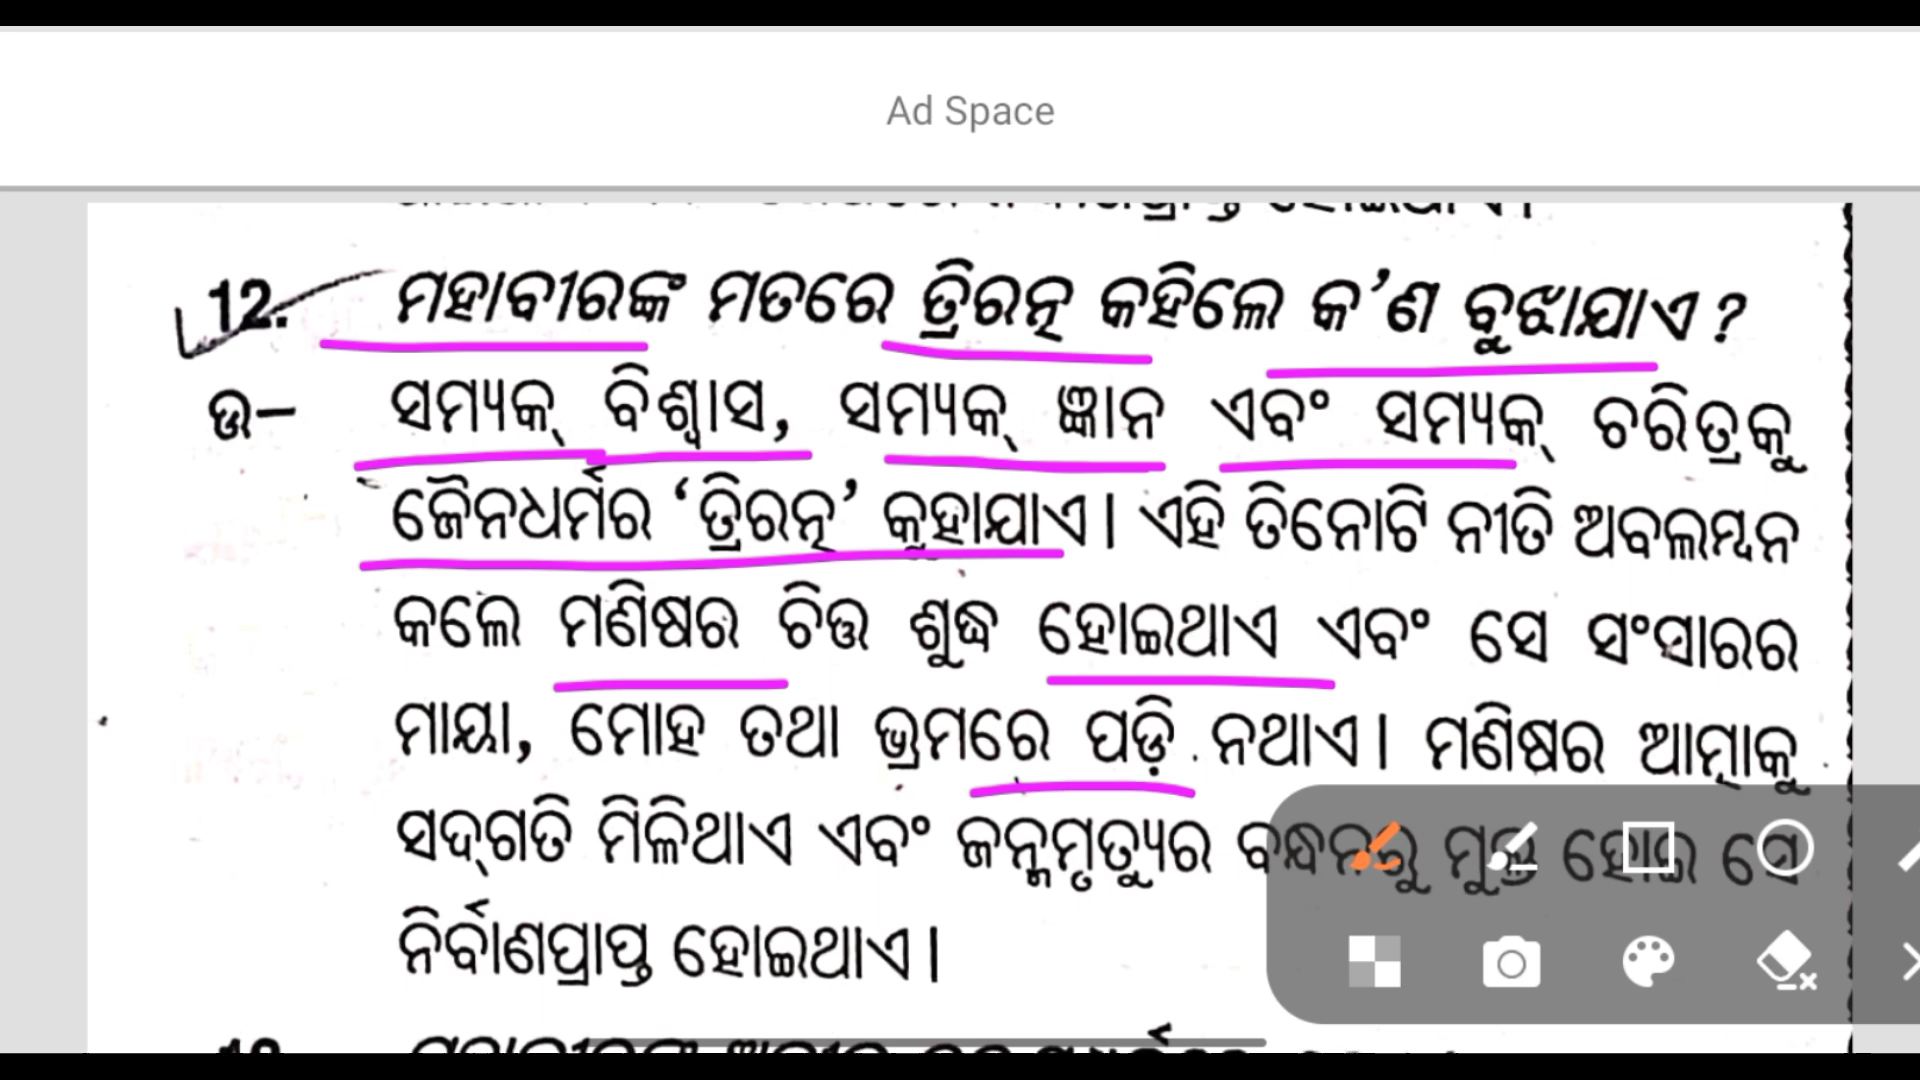 Ad Space
12. ମହାବୀରଙ୍କ ମତରେ ତ୍ରିରତ୍ନ କହିଲେ କ'ଣ ବୁଝାଯାଏ ?
ଉ– ସମ୍ୟକ୍ ବିଶ୍ୱାସ, ସମ୍ୟକ୍ ଜ୍ଞାନ ଏବଂ ସମ୍ୟକ୍ ଚରିତ୍ରକୁ
ଜୈନଧର୍ମର ‘ତ୍ରିରତ୍ନ’ କୁହାଯାଏ। ଏହି ତିନୋଟି ନୀତି ଅବଲମ୍ବନ
କଲେ ମଣିଷର ଚିତ୍ତ ଶୁଦ୍ଧ ହୋଇଥାଏ ଏବଂ ସେ ସଂସାରର
ମାୟା, ମୋହ ତଥା ଭ୍ରମରେ ପଡ଼ି ନଥାଏ। ମଣିଷର ଆତ୍ମାକୁ
ସଦ୍‌ଗତି ମିଳିଥାଏ ଏବଂ ଜନ୍ମମୃତ୍ୟୁର ବନ୍ଧନରୁ ମୁକ୍ତ ହୋଇ ସେ
ନିର୍ବାଣପ୍ରାପ୍ତ ହୋଇଥାଏ।